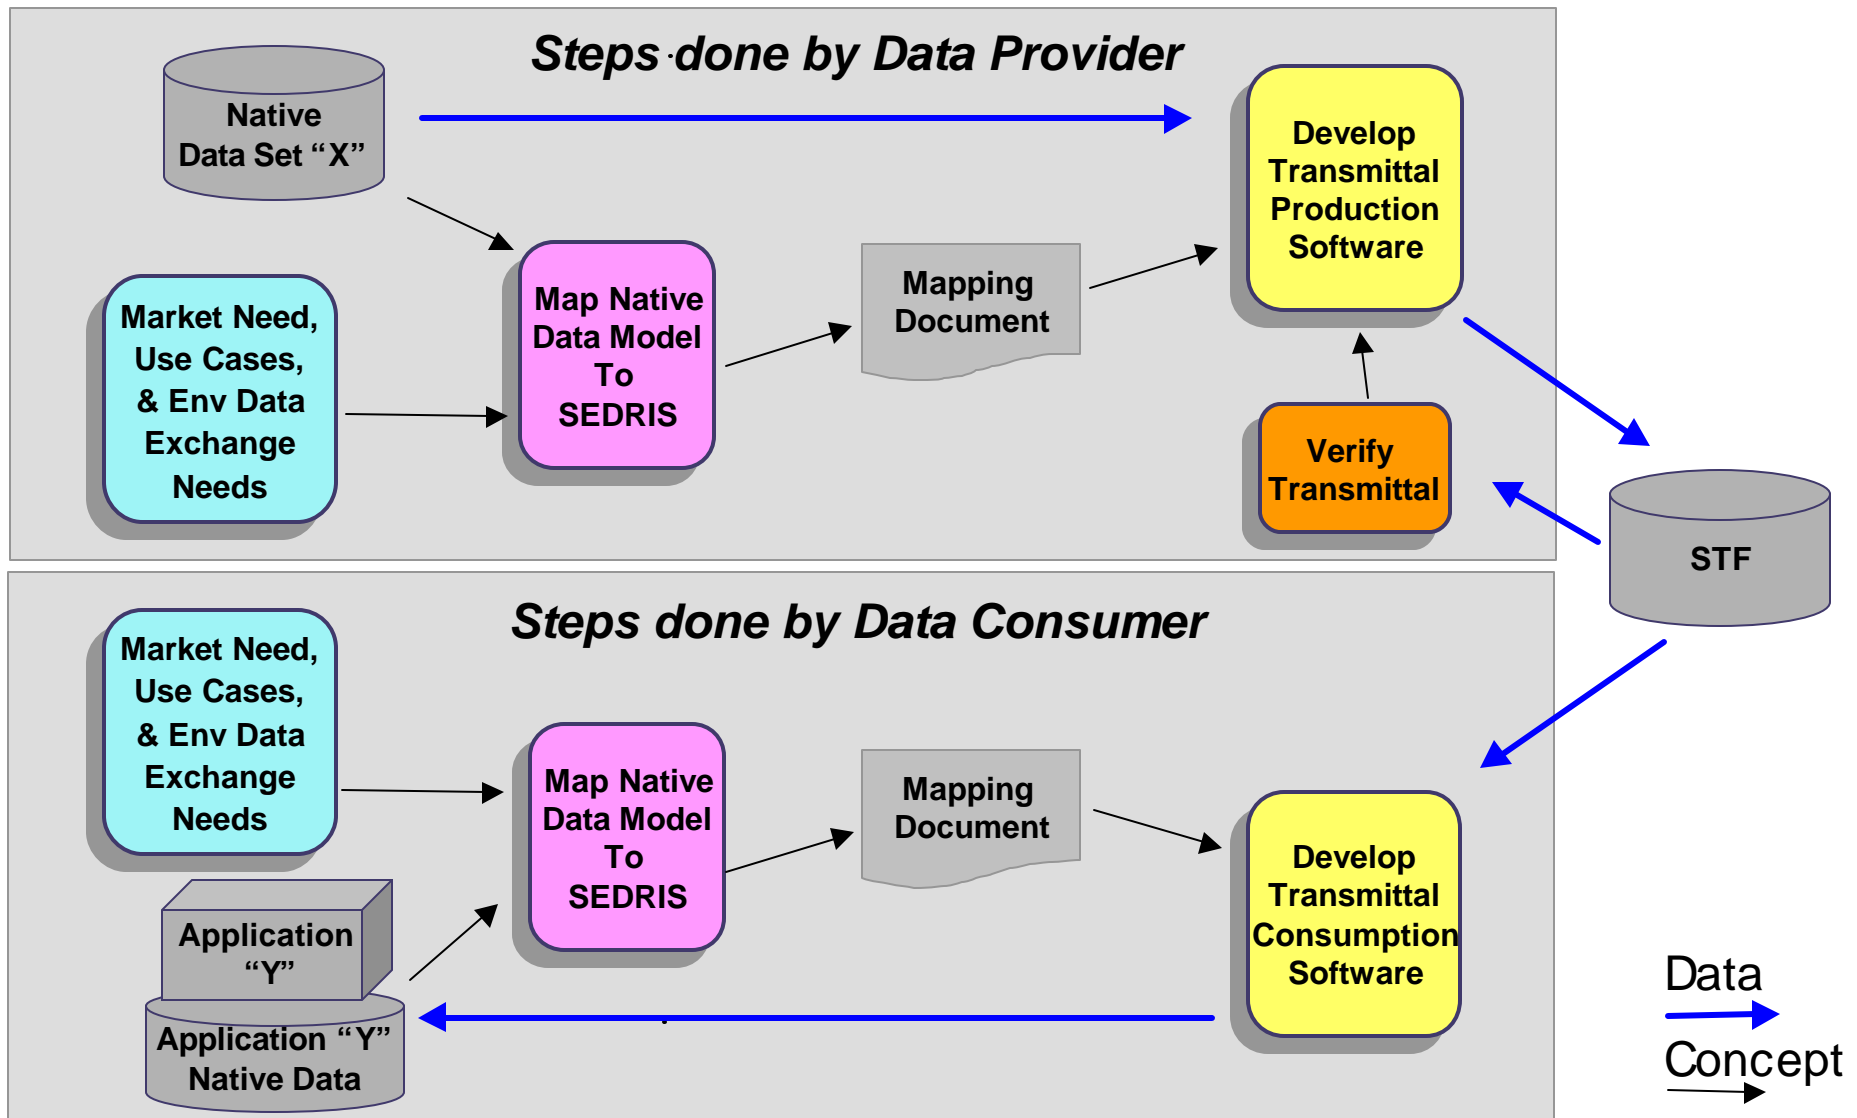 Steps done by Data Provider
Native
Data Set “X”
Develop
Transmittal
Production
Software
Market Need,
Use Cases,
& Env Data
Exchange
Needs
Map Native
Data Model
To
SEDRIS
Mapping
Document
Verify
Transmittal
STF
Steps done by Data Consumer
Market Need,
Use Cases,
& Env Data
Exchange
Needs
Map Native
Data Model
To
SEDRIS
Mapping
Document
Develop
Transmittal
Consumption
Software
Application
“Y”
Application “Y”
Native Data
Data
Concept